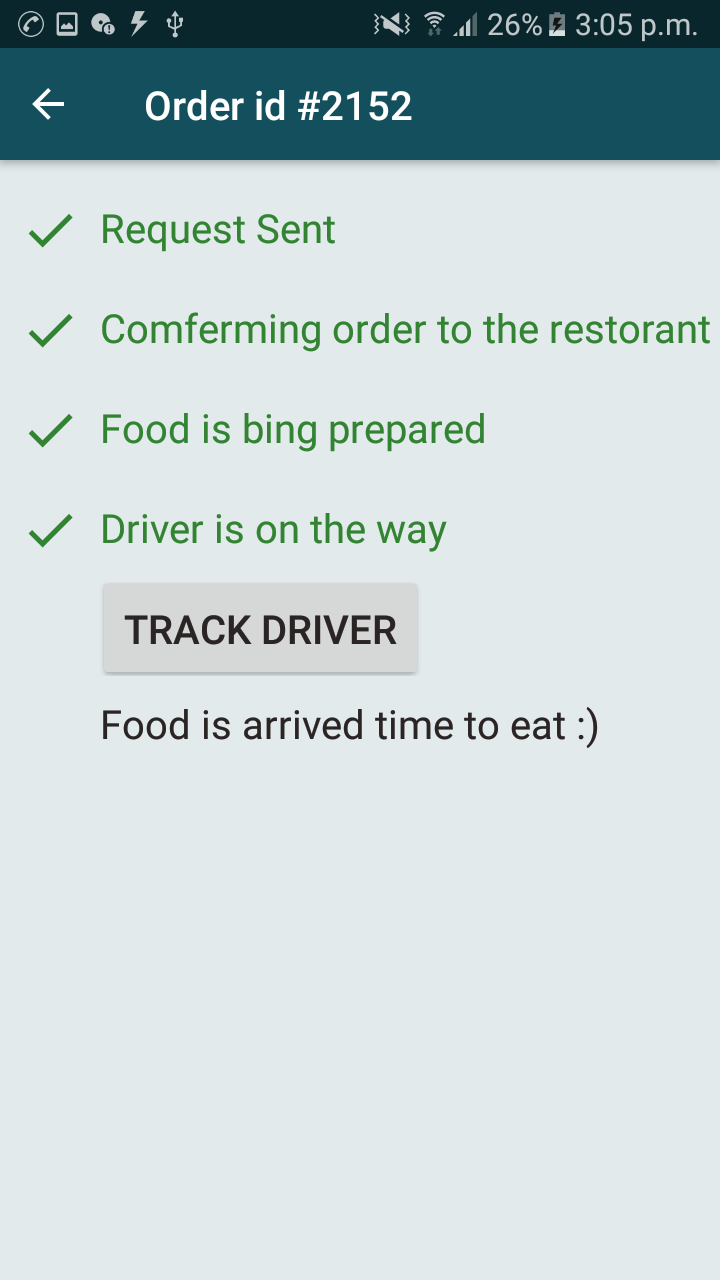 26% 3:05 p.m.
Order id #2152
Request Sent
Comferming order to the restorant
Food is bing prepared
Driver is on the way
TRACK DRIVER
Food is arrived time to eat :)